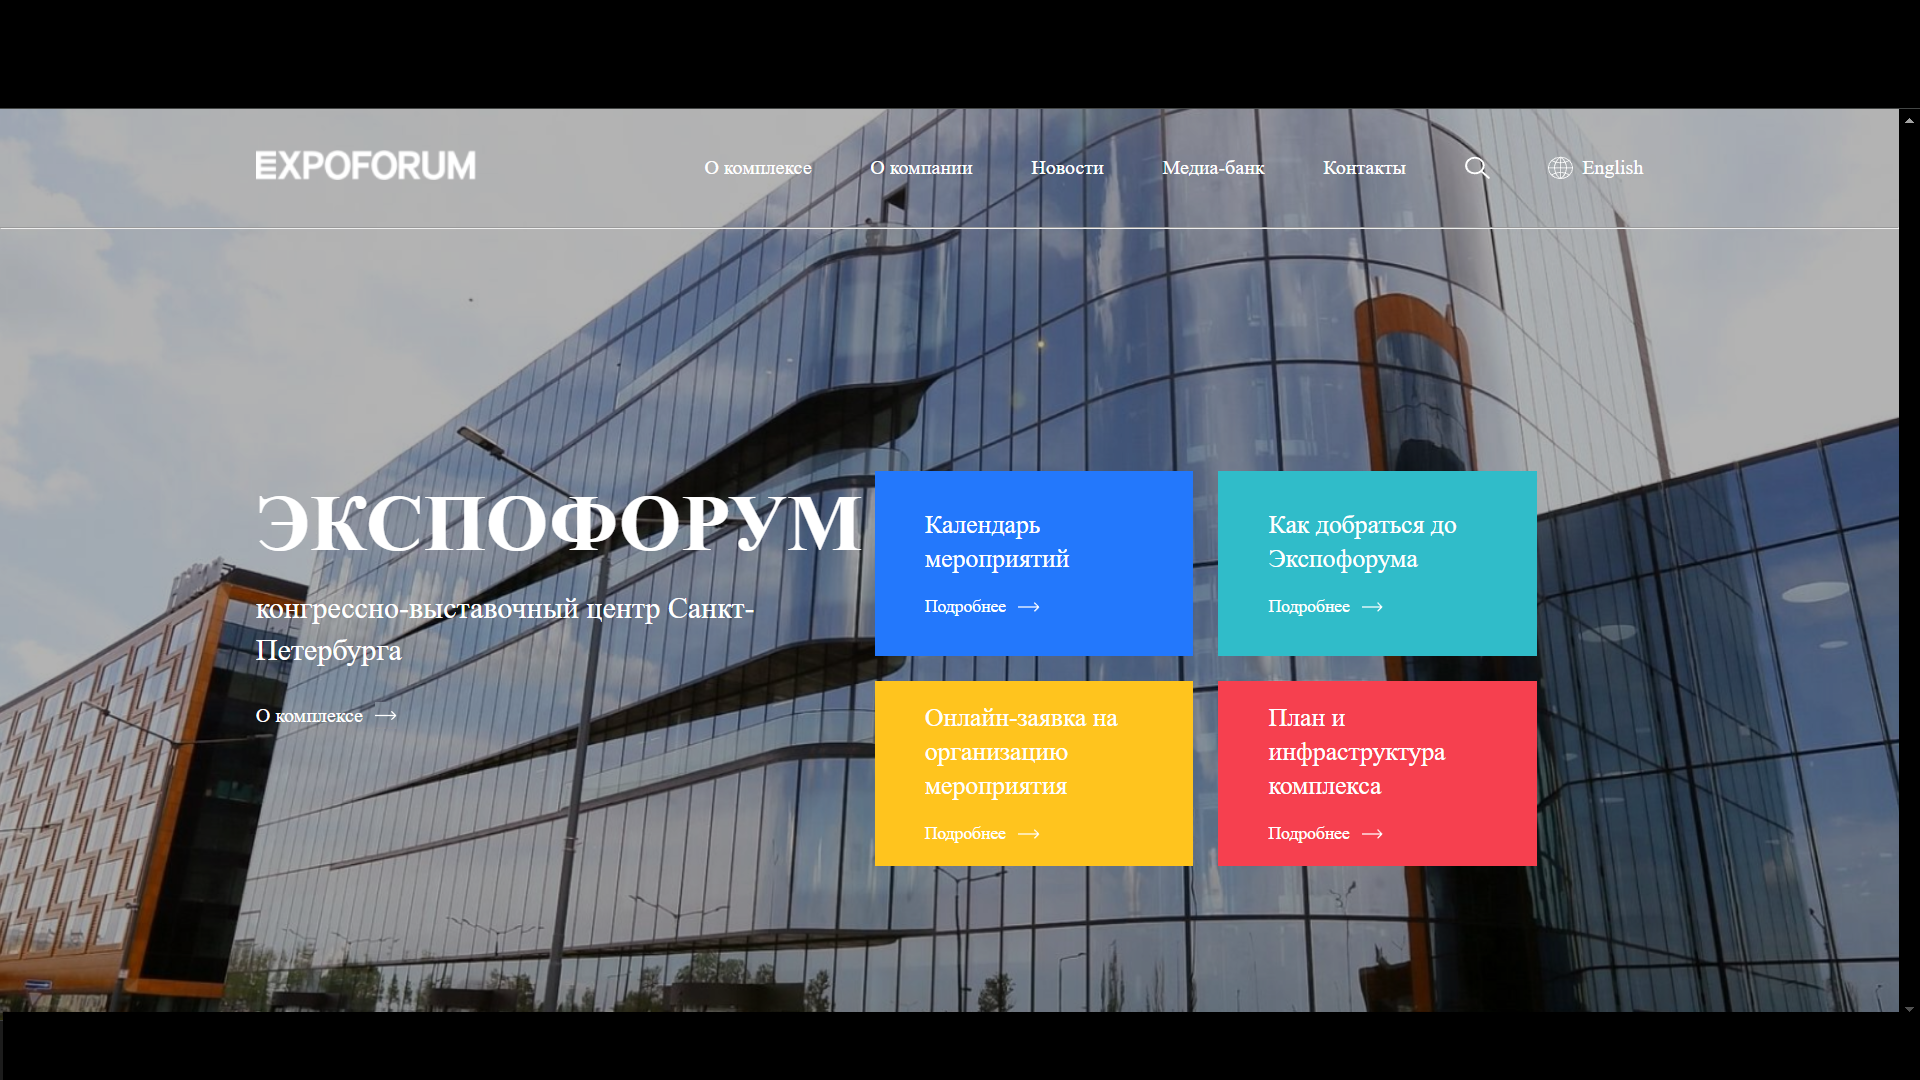 EXPOFORUM
О комплексе
О компании
Новости
Медиа-банк
Контакты
English
ЭКСПОФОРУМ
конгрессно-выставочный центр Санкт-
Петербурга
О комплексе
Календарь
мероприятий
Подробнее
Как добраться до
Экспофорума
Подробнее
Онлайн-заявка на
организацию
мероприятия
Подробнее
План и
инфраструктура
комплекса
Подробнее